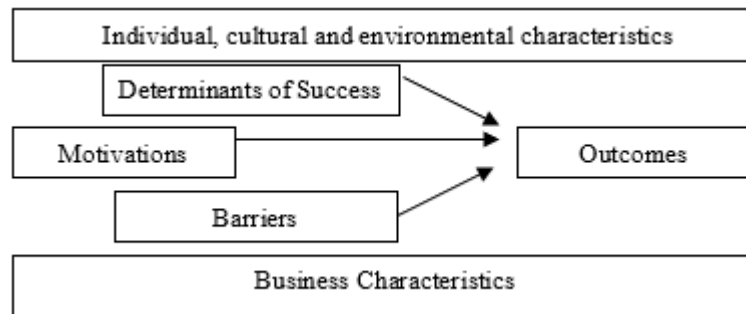 Individual, cultural and environmental characteristics
Determinants of Success
Motivations
Outcomes
Barriers
Business Characteristics